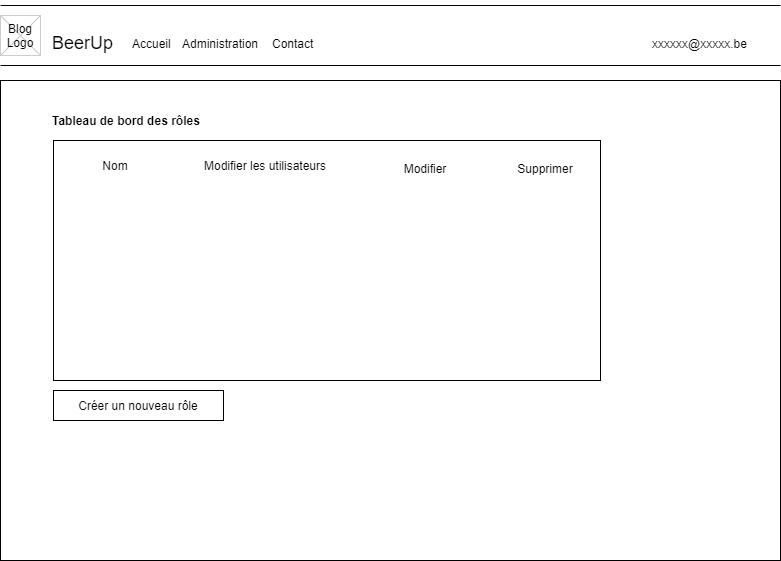 Blog
Logo
BeerUp Accueil Administration Contact xxxxxx@xxxxx.be
Tableau de bord des rôles
Nom Modifier les utilisateurs Modifier Supprimer
Créer un nouveau rôle